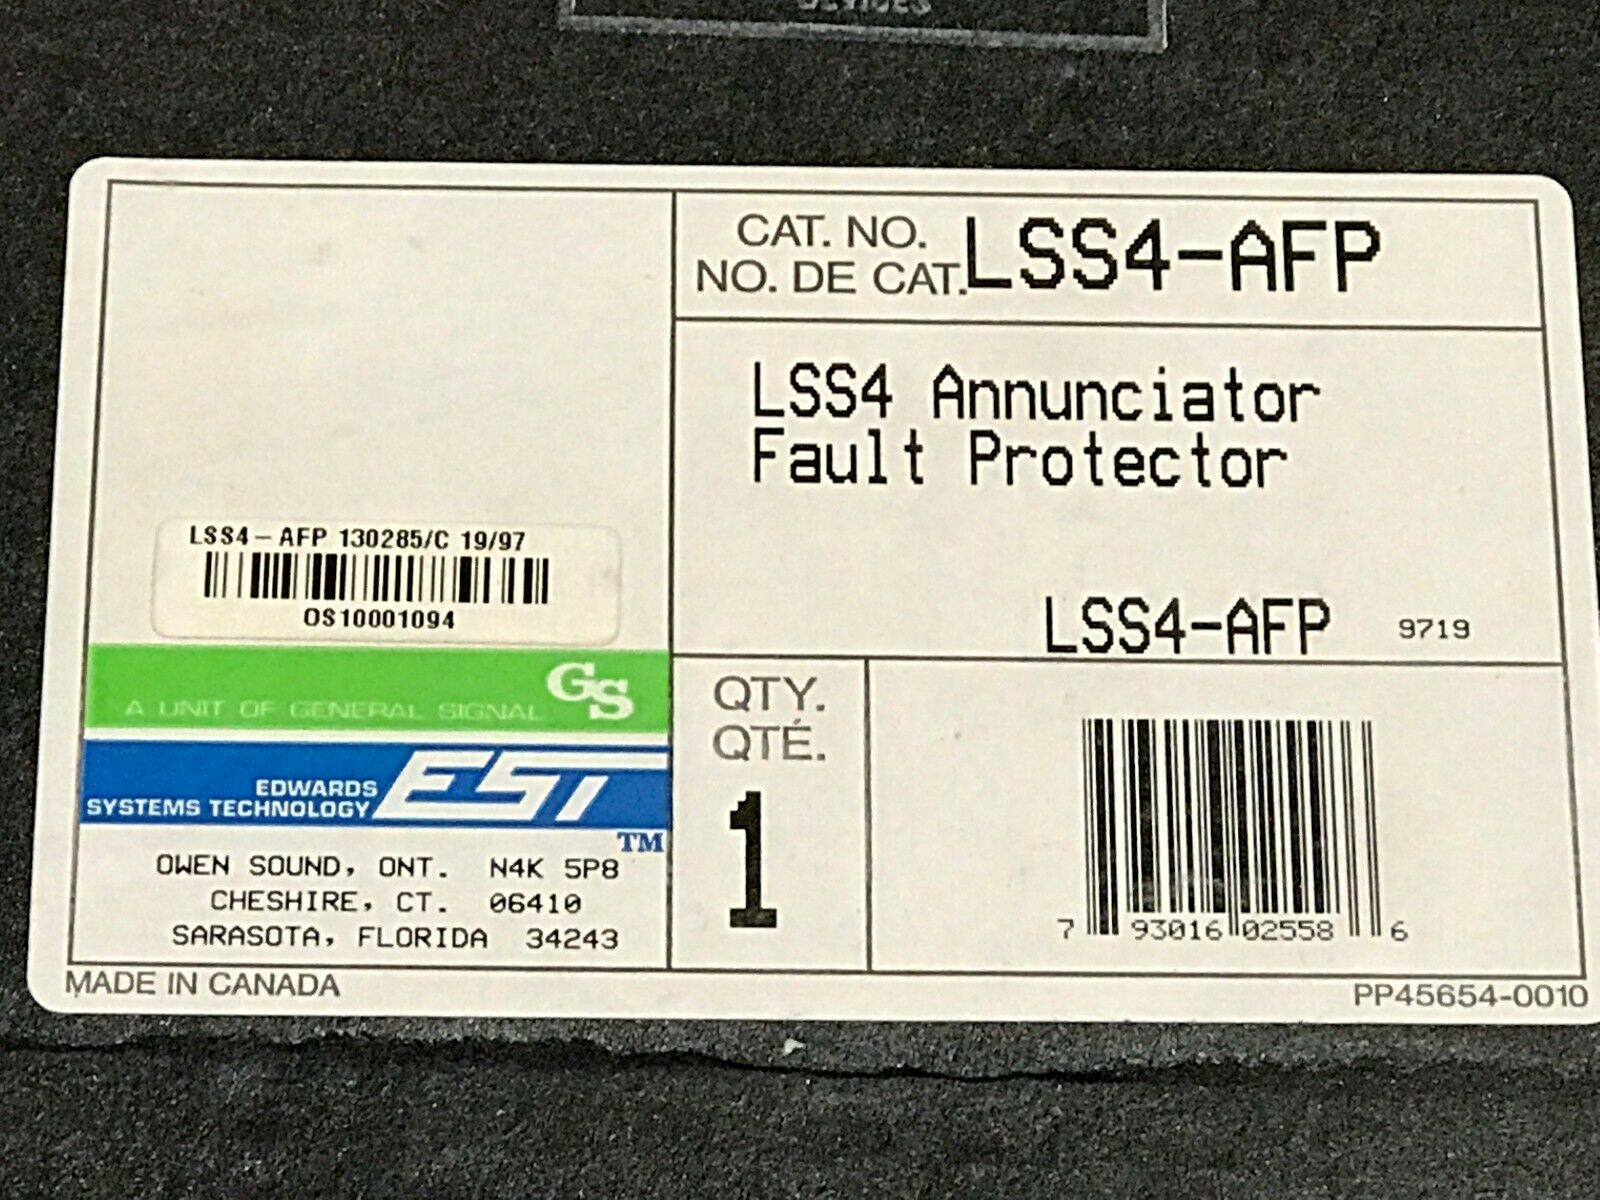 DEVICES
CAT. NO.
NO. DE CAT.
LSS4-AFP
LSS4 Annunciator
Fault Protector
LSS4-AFP 9719
LSS4-AFP 130285/C 19/97
OS10001094
GS
A UNIT OF GENERAL SIGNAL
EDWARDS
SYSTEMS TECHNOLOGY
EST
TM
OWEN SOUND, ONT. N4K 5P8
CHESHIRE, CT. 06410
SARASOTA, FLORIDA 34243
QTY.
QTÉ.
1
7 93016 02558 6
MADE IN CANADA
PP45654-0010